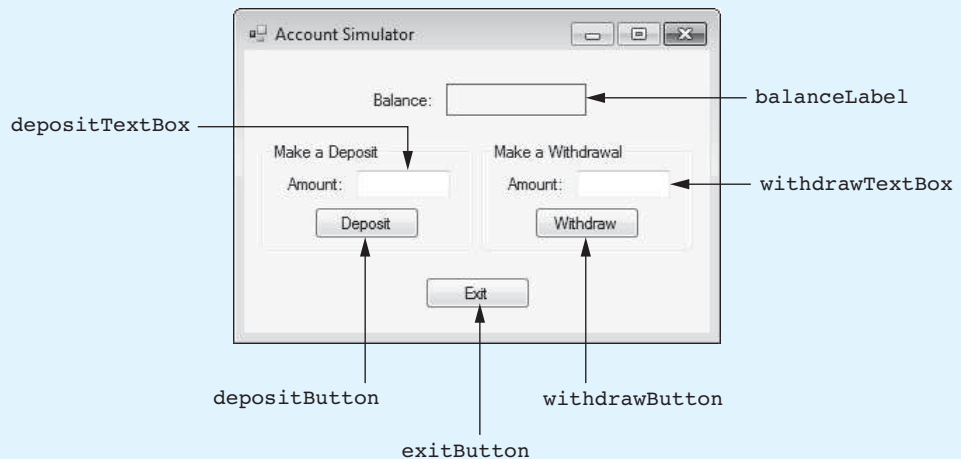 Account Simulator
Balance:
balanceLabel
depositTextBox
Make a Deposit
Make a Withdrawal
Amount:
Amount:
withdrawTextBox
Deposit
Withdraw
Exit
depositButton
withdrawButton
exitButton